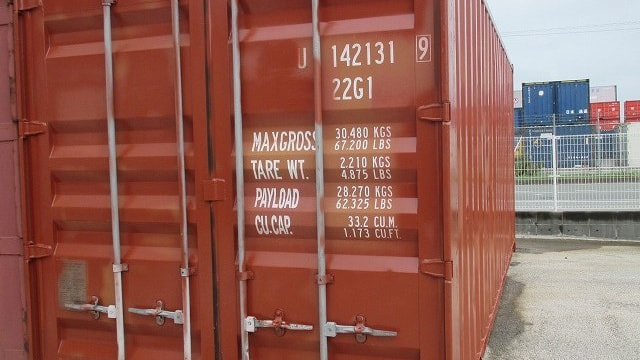 U 142131 9
22G1
MAXGROSS 30.480 KGS
67.200 LBS
TARE WT. 2.210 KGS
4.875 LBS
PAYLOAD 28.270 KGS
62.325 LBS
CU.CAP. 33.2 CU.M.
1.173 CU.FT.